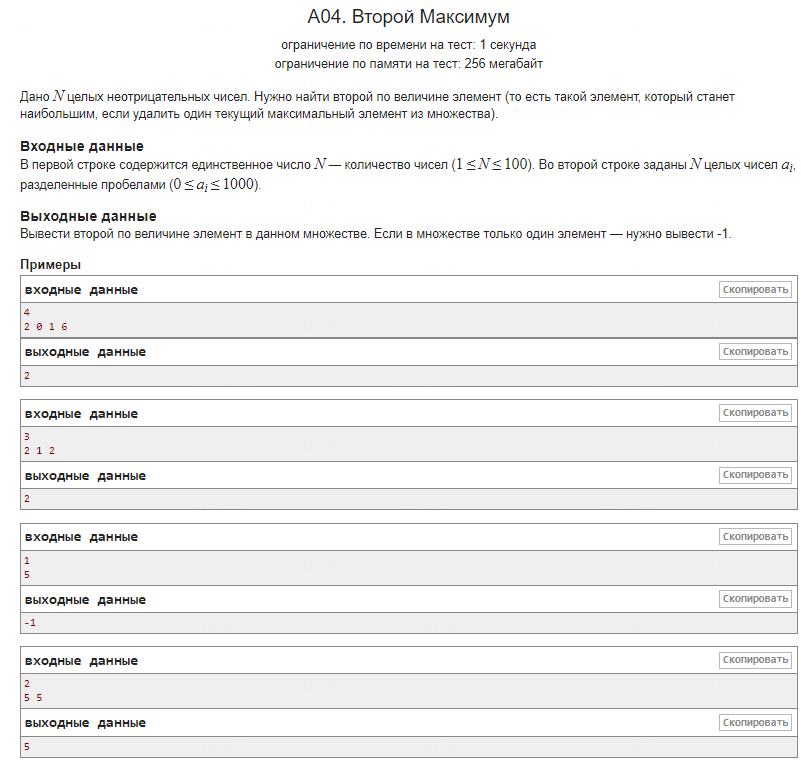 A04. Второй Максимум
ограничение по времени на тест: 1 секунда
ограничение по памяти на тест: 256 мегабайт
Дано N целых неотрицательных чисел. Нужно найти второй по величине элемент (то есть такой элемент, который станет
наибольшим, если удалить один текущий максимальный элемент из множества).
Входные данные
В первой строке содержится единственное число N — количество чисел (1 ≤ N ≤ 100). Во второй строке заданы N целых чисел aᵢ,
разделенные пробелами (0 ≤ aᵢ ≤ 1000).
Выходные данные
Вывести второй по величине элемент в данном множестве. Если в множестве только один элемент — нужно вывести -1.
Примеры
входные данные Скопировать
4
2 0 1 6
выходные данные Скопировать
2
входные данные Скопировать
3
2 1 2
выходные данные Скопировать
2
входные данные Скопировать
1
5
выходные данные Скопировать
-1
входные данные Скопировать
2
5 5
выходные данные Скопировать
5